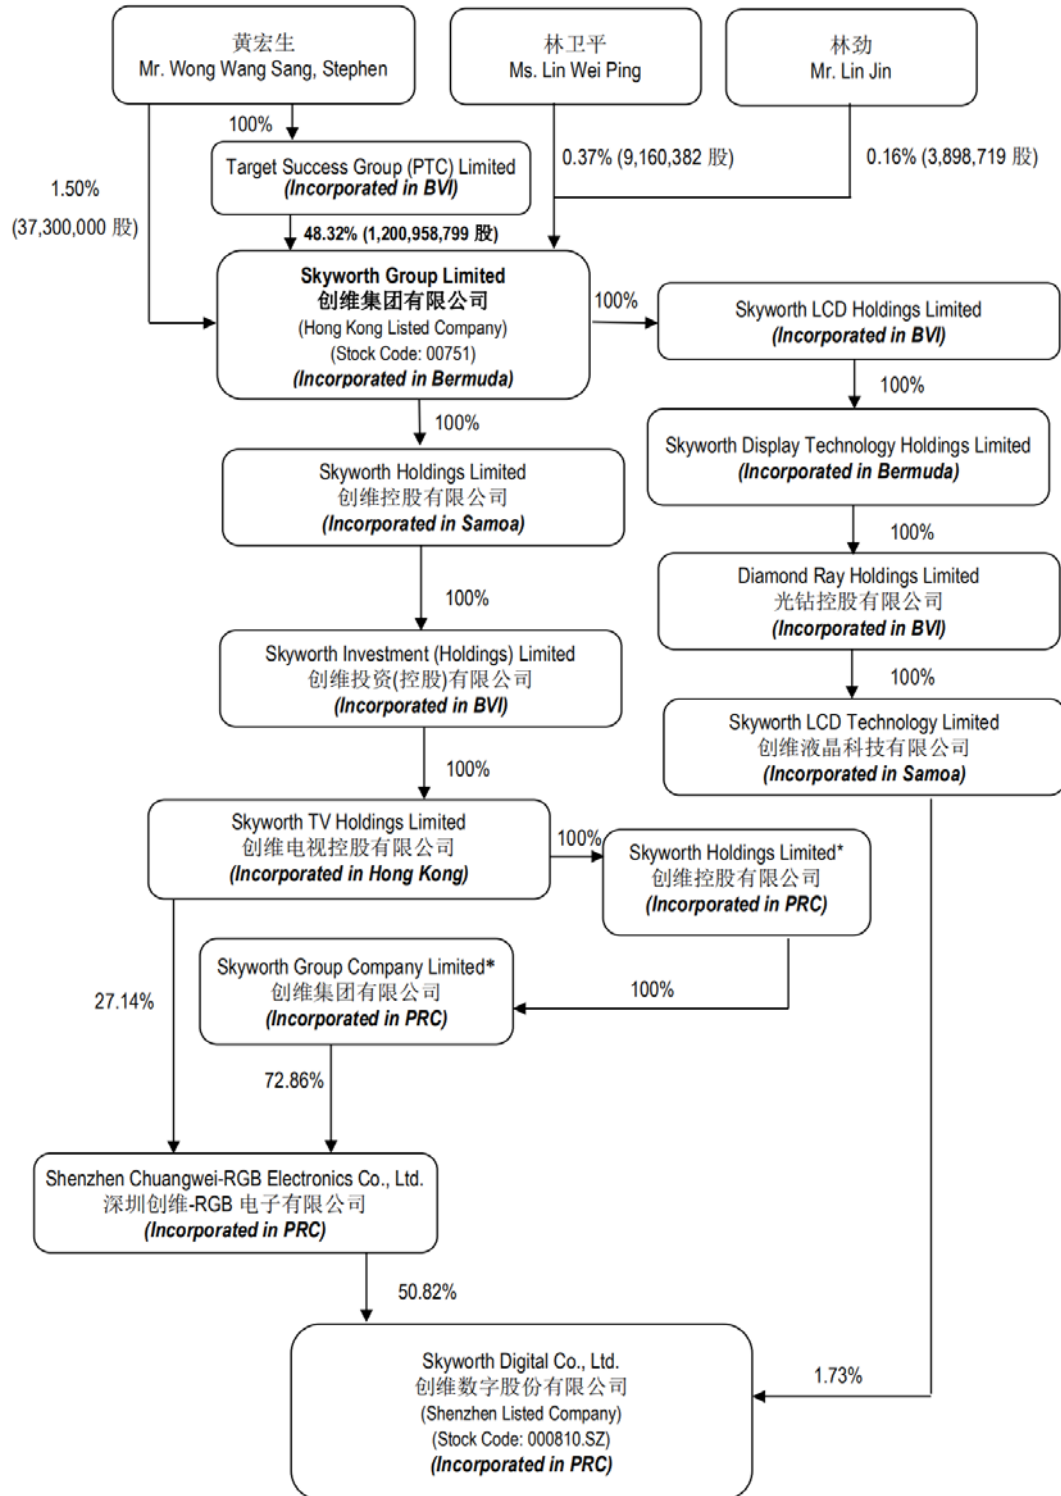 黄宏生
Mr. Wong Wang Sang, Stephen
林卫平
Ms. Lin Wei Ping
林劲
Mr. Lin Jin
100%
1.50%
(37,300,000 股)
Target Success Group (PTC) Limited
(Incorporated in BVI)
0.37% (9,160,382 股)
0.16% (3,898,719 股)
48.32% (1,200,958,799 股)
Skyworth Group Limited
创维集团有限公司
(Hong Kong Listed Company)
(Stock Code: 00751)
(Incorporated in Bermuda)
100%
Skyworth LCD Holdings Limited
(Incorporated in BVI)
100%
100%
Skyworth Display Technology Holdings Limited
(Incorporated in Bermuda)
Skyworth Holdings Limited
创维控股有限公司
(Incorporated in Samoa)
100%
Diamond Ray Holdings Limited
光钻控股有限公司
(Incorporated in BVI)
100%
Skyworth Investment (Holdings) Limited
创维投资(控股)有限公司
(Incorporated in BVI)
100%
Skyworth LCD Technology Limited
创维液晶科技有限公司
(Incorporated in Samoa)
100%
Skyworth TV Holdings Limited
创维电视控股有限公司
(Incorporated in Hong Kong)
100%
Skyworth Holdings Limited*
创维控股有限公司
(Incorporated in PRC)
Skyworth Group Company Limited*
创维集团有限公司
(Incorporated in PRC)
100%
27.14%
72.86%
Shenzhen Chuangwei-RGB Electronics Co., Ltd.
深圳创维-RGB 电子有限公司
(Incorporated in PRC)
50.82%
Skyworth Digital Co., Ltd.
创维数字股份有限公司
(Shenzhen Listed Company)
(Stock Code: 000810.SZ)
(Incorporated in PRC)
1.73%